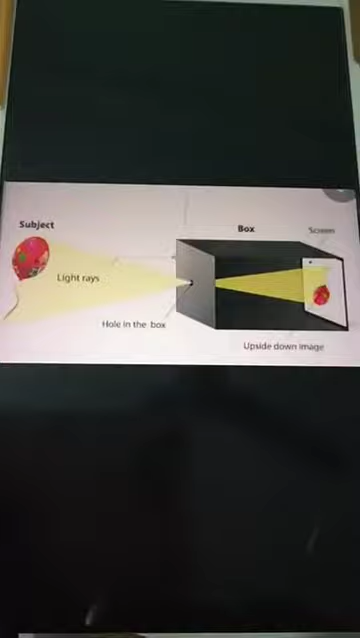 Subject
Box
Screen
Light rays
Hole in the box
Upside down image